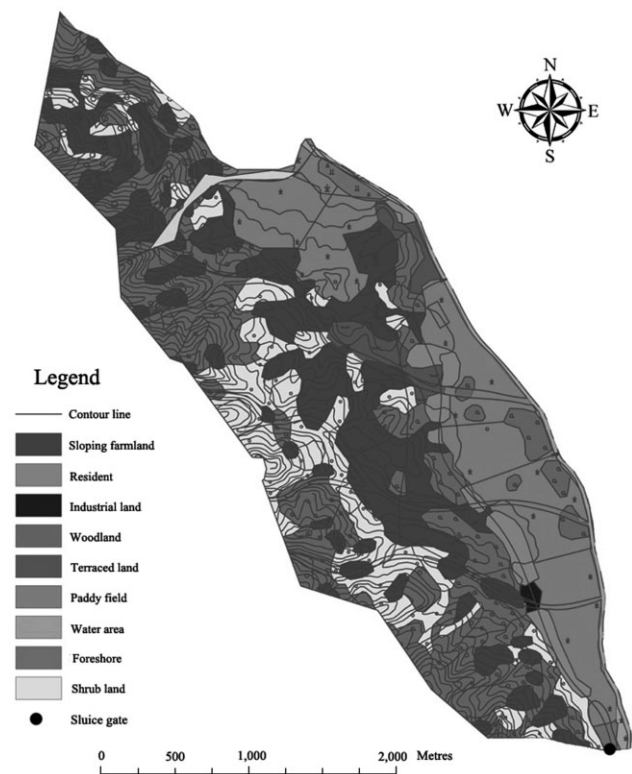 N
W E
S
Legend
Contour line
Sloping farmland
Resident
Industrial land
Woodland
Terraced land
Paddy field
Water area
Foreshore
Shrub land
Sluice gate
0 500 1,000 2,000 Metres